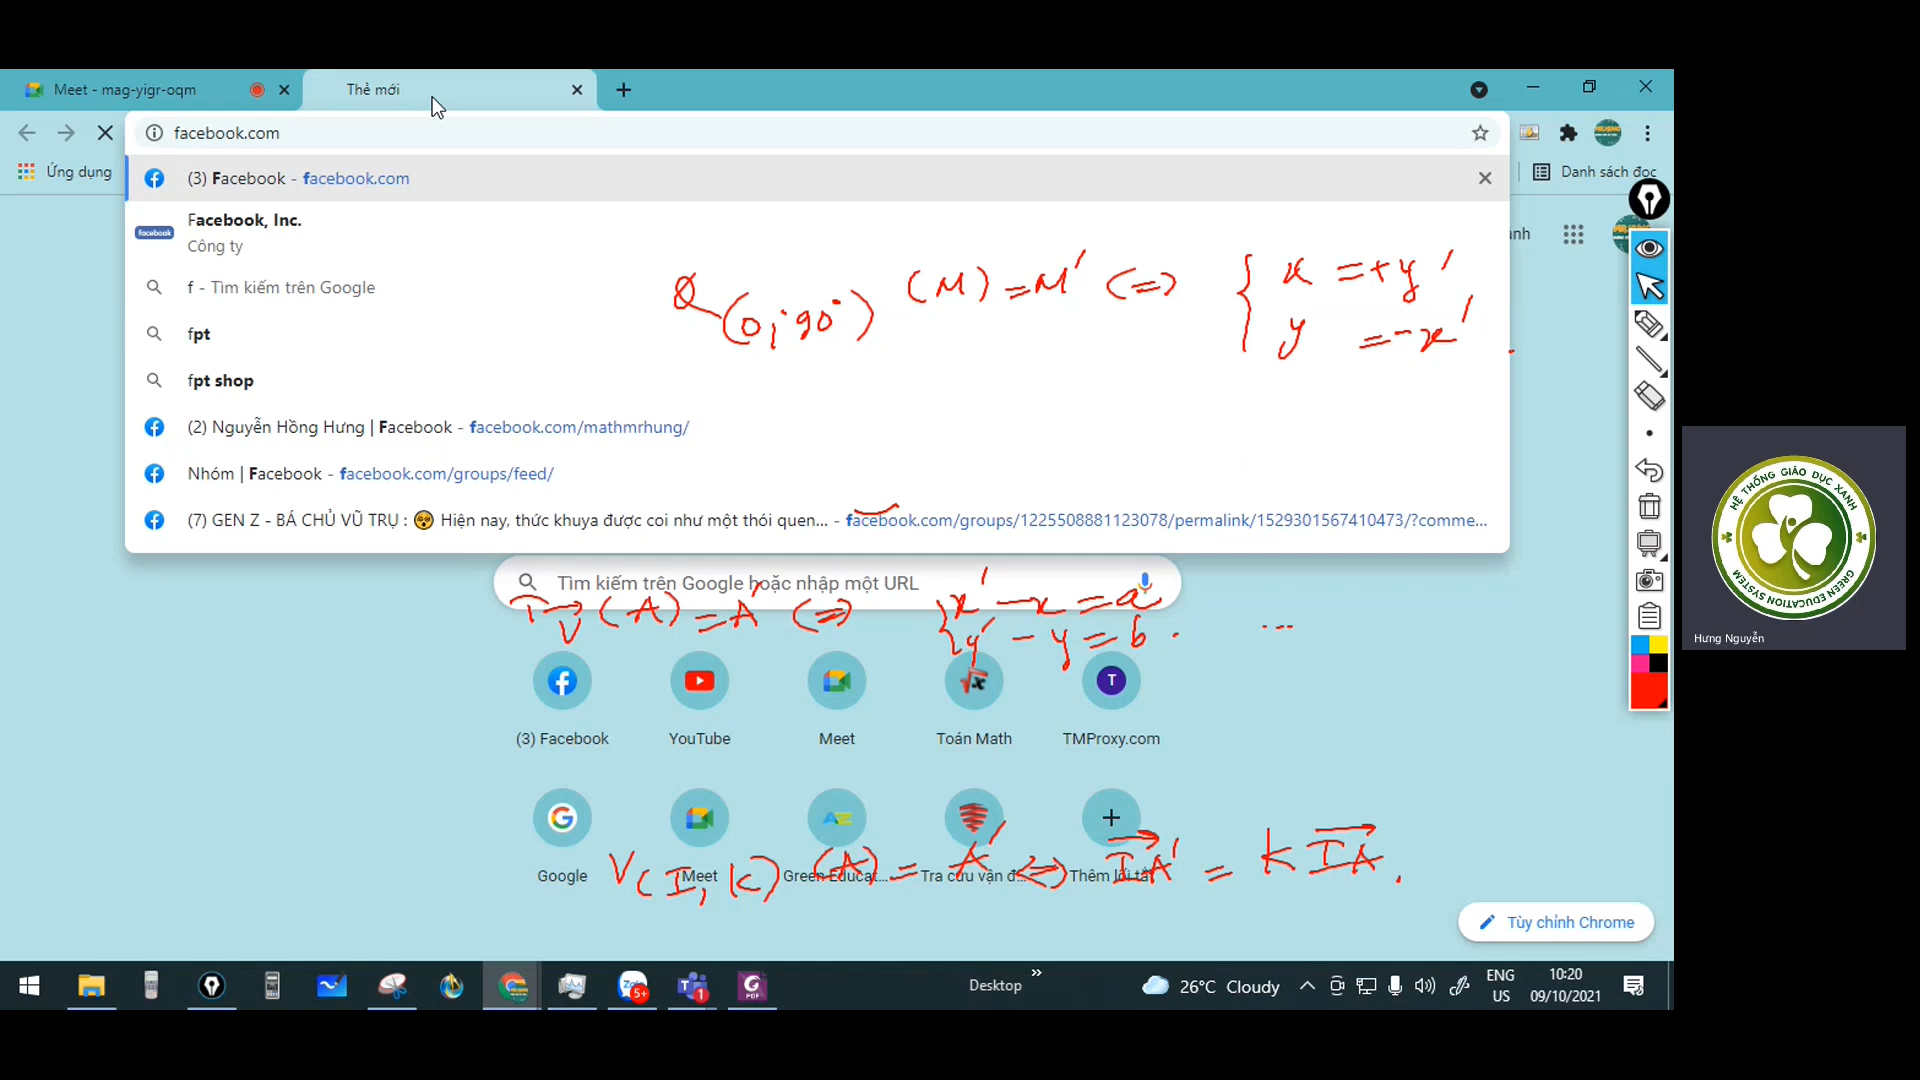 Meet - mag-yigr-oqm
Thẻ mới
facebook.com
Ứng dụng
Danh sách đọc
(3) Facebook - facebook.com
Facebook, Inc.
Công ty
f - Tìm kiếm trên Google
fpt
fpt shop
(2) Nguyễn Hồng Hưng | Facebook - facebook.com/mathmrhung/
Nhóm | Facebook - facebook.com/groups/feed/
(7) GEN Z - BÁ CHỦ VŨ TRỤ : 😲 Hiện nay, thức khuya được coi như một thói quen... - facebook.com/groups/1225508881123078/permalink/1529301567410473/?comme...
Q(O; 90°) (M) = M' <=> { x = +y'
y = -x'
Tìm kiếm trên Google hoặc nhập một URL
T v (A) = A' <=> { x' - x = a
y' - y = b. ...
(3) Facebook
YouTube
Meet
Toán Math
TMProxy.com
T
Google
Meet
Green Educat...
Tra cứu vận đ...
Thêm lối tắt
V(I, k) (A) = A' <=> IA' = k IA.
Tùy chỉnh Chrome
HỆ THỐNG GIÁO DỤC XANH
GREEN EDUCATION SYSTEM
Hưng Nguyễn
Desktop
26°C Cloudy
ENG
US
10:20
09/10/2021